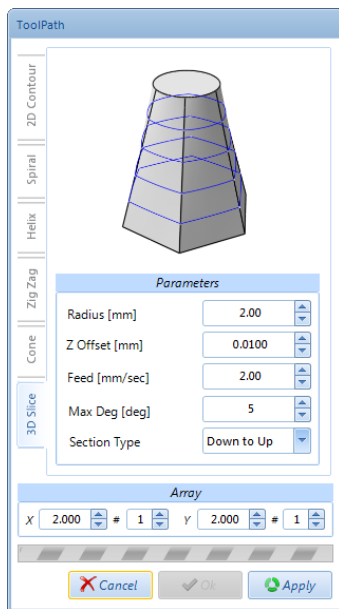 ToolPath
2D Contour
Spiral
Helix
Zig Zag
Cone
3D Slice
Parameters
Radius [mm] 2.00
Z Offset [mm] 0.0100
Feed [mm/sec] 2.00
Max Deg [deg] 5
Section Type Down to Up
Array
X 2.000 # 1 Y 2.000 # 1
Cancel Ok Apply